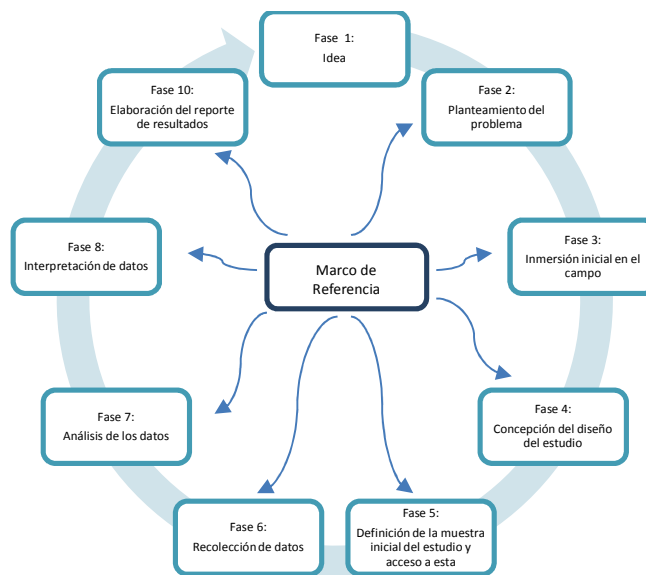 Fase 1:
Idea
Fase 2:
Planteamiento del
problema
Fase 3:
Inmersión inicial en el
campo
Fase 4:
Concepción del diseño
del estudio
Fase 5:
Definición de la muestra
inicial del estudio y
acceso a esta
Fase 6:
Recolección de datos
Fase 7:
Análisis de los datos
Fase 8:
Interpretación de datos
Fase 10:
Elaboración del reporte
de resultados
Marco de
Referencia